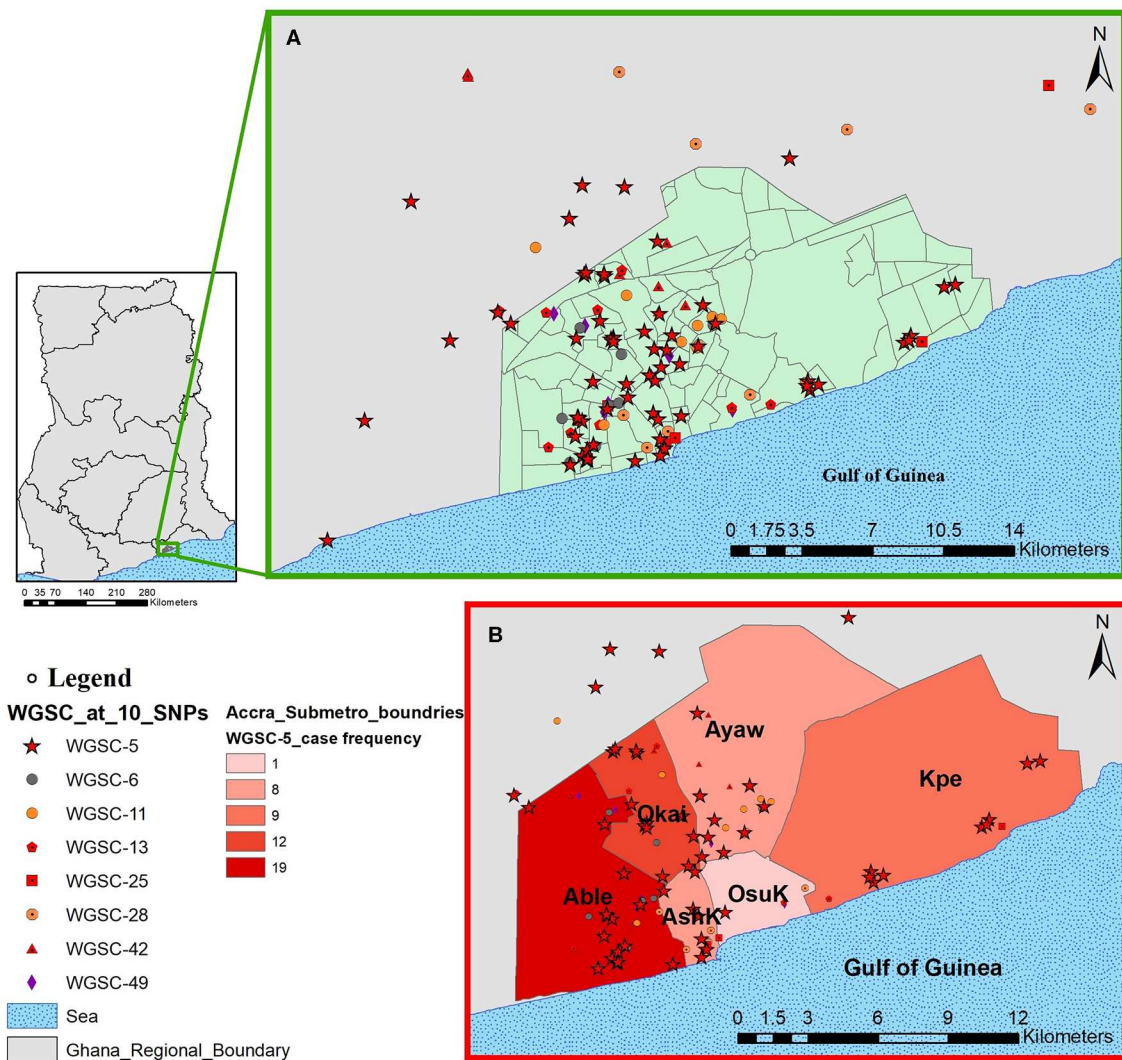 A
N
Gulf of Guinea
0 1.75 3.5 7 10.5 14
Kilometers
0 35 70 140 210 280
Kilometers
B
N
Ayaw
Kpe
Okai
Able
OsuK
AshK
Gulf of Guinea
0 1.5 3 6 9 12
Kilometers
Legend
WGSC_at_10_SNPs
WGSC-5
WGSC-6
WGSC-11
WGSC-13
WGSC-25
WGSC-28
WGSC-42
WGSC-49
Sea
Ghana_Regional_Boundary
Accra_Submetro_boundries
WGSC-5_case frequency
1
8
9
12
19